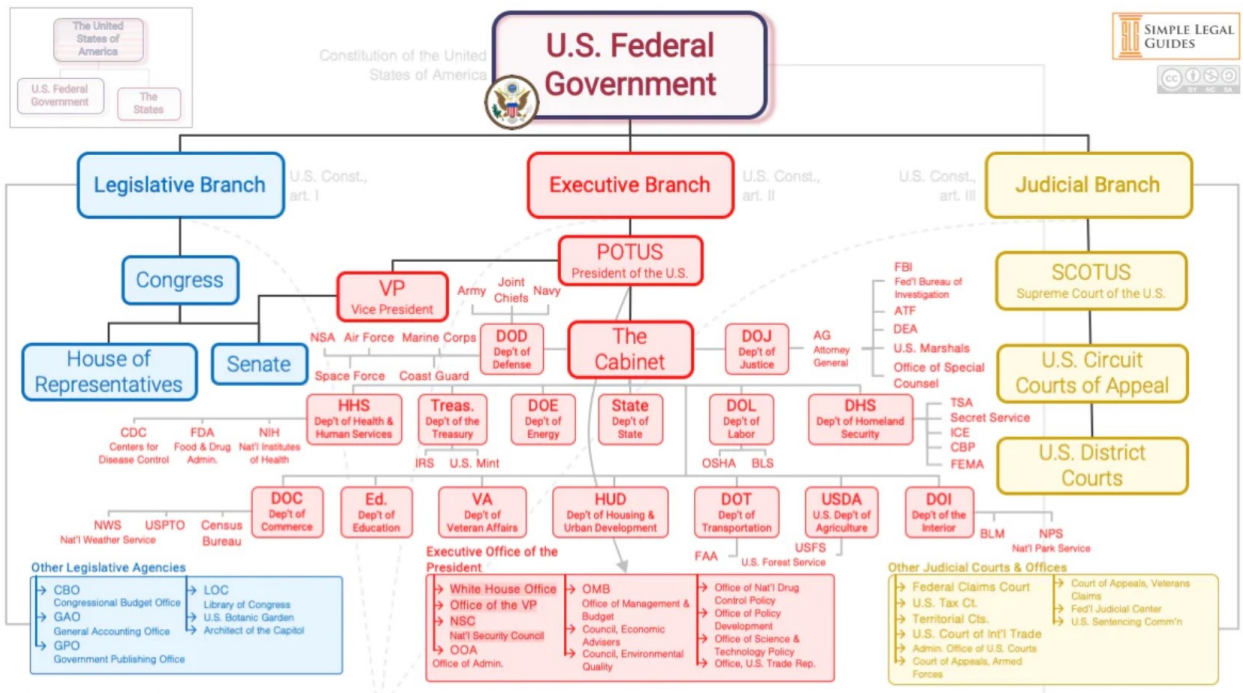 The United
States of
America
U.S. Federal
Government
The
States
Constitution of the United
States of America
U.S. Federal
Government
SIMPLE LEGAL
GUIDES
cc
BY NC SA
Legislative Branch
U.S. Const.,
art. I
Executive Branch
U.S. Const.,
art. II
U.S. Const.,
art. III
Judicial Branch
Congress
House of
Representatives
Senate
VP
Vice President
POTUS
President of the U.S.
The
Cabinet
Army
Joint
Chiefs
Navy
NSA
Air Force
Marine Corps
Space Force
Coast Guard
DOD
Dep't of
Defense
DOJ
Dep't of
Justice
AG
Attorney
General
FBI
Fed'l Bureau of
Investigation
ATF
DEA
U.S. Marshals
Office of Special
Counsel
SCOTUS
Supreme Court of the U.S.
U.S. Circuit
Courts of Appeal
U.S. District
Courts
HHS
Dep't of Health &
Human Services
CDC
Centers for
Disease Control
FDA
Food & Drug
Admin.
NIH
Nat'l Institutes
of Health
Treas.
Dep't of the
Treasury
IRS
U.S. Mint
DOE
Dep't of
Energy
State
Dep't of
State
DOL
Dep't of
Labor
OSHA
BLS
DHS
Dep't of Homeland
Security
TSA
Secret Service
ICE
CBP
FEMA
DOC
Dep't of
Commerce
NWS
Nat'l Weather Service
USPTO
Census
Bureau
Ed.
Dep't of
Education
VA
Dep't of
Veteran Affairs
HUD
Dep't of Housing &
Urban Development
DOT
Dep't of
Transportation
FAA
USDA
U.S. Dep't of
Agriculture
USFS
U.S. Forest Service
DOI
Dep't of the
Interior
BLM
NPS
Nat'l Park Service
Other Legislative Agencies
CBO
Congressional Budget Office
GAO
General Accounting Office
GPO
Government Publishing Office
LOC
Library of Congress
U.S. Botanic Garden
Architect of the Capitol
Executive Office of the
President
White House Office
Office of the VP
NSC
Nat'l Security Council
OOA
Office of Admin.
OMB
Office of Management &
Budget
Council, Economic
Advisers
Council, Environmental
Quality
Office of Nat'l Drug
Control Policy
Office of Policy
Development
Office of Science &
Technology Policy
Office, U.S. Trade Rep.
Other Judicial Courts & Offices
Federal Claims Court
U.S. Tax Ct.
Territorial Cts.
U.S. Court of Int'l Trade
Admin. Office of U.S. Courts
Court of Appeals, Armed
Forces
Court of Appeals, Veterans
Claims
Fed'l Judicial Center
U.S. Sentencing Comm'n